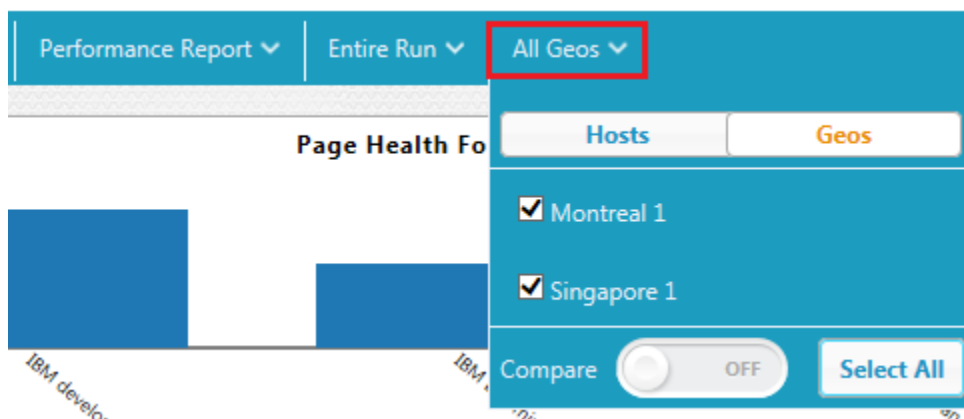 Performance Report
Entire Run
All Geos
Page Health Fo
Hosts
Geos
Montreal 1
Singapore 1
Compare
OFF
Select All
IBM develo
IBM